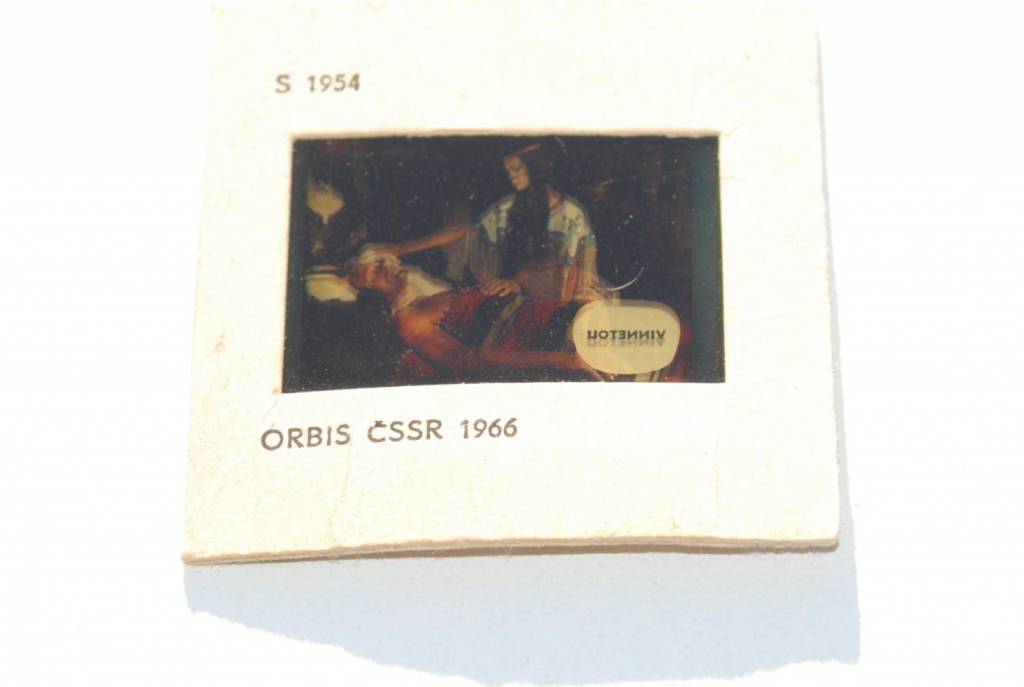 S 1954
VINNETOU
ORBIS ČSSR 1966